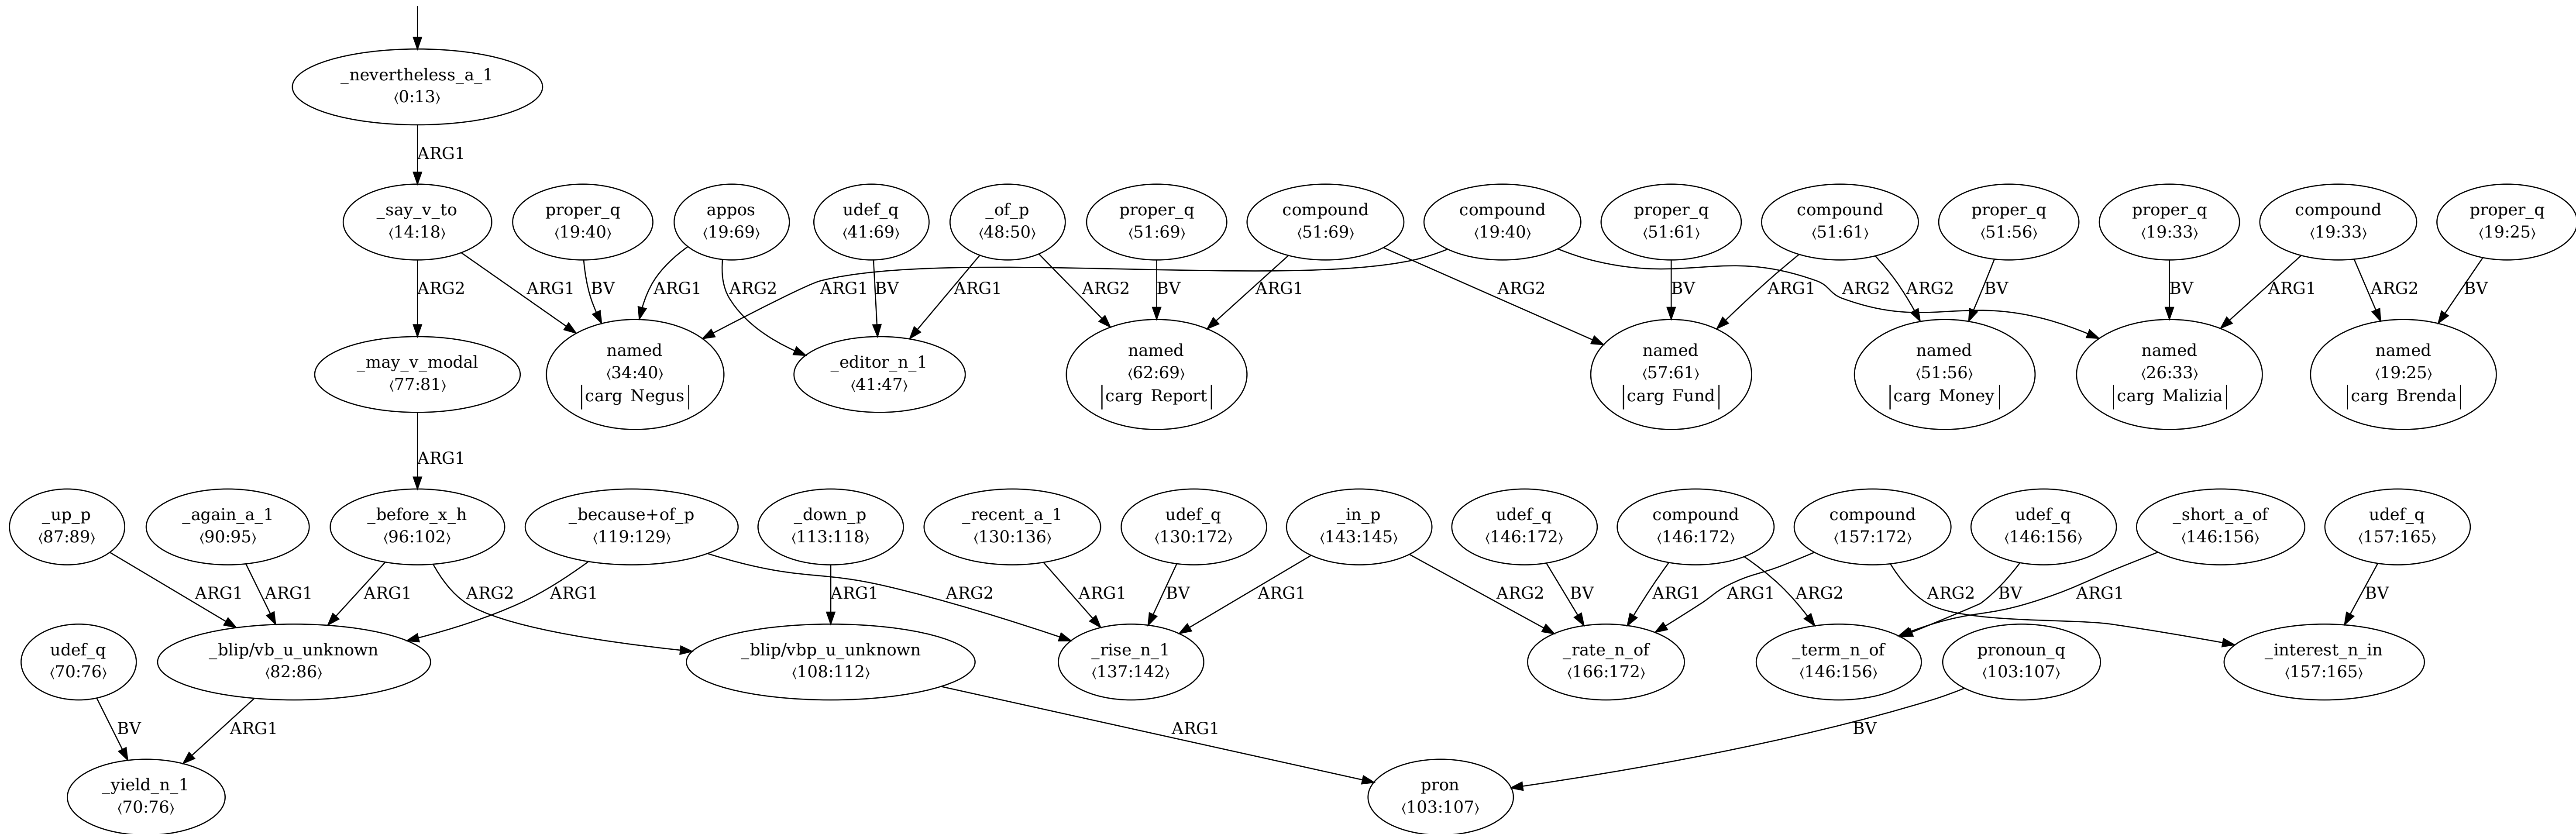 _nevertheless_a_1
⟨0:13⟩
ARG1
_say_v_to
⟨14:18⟩
proper_q
⟨19:40⟩
appos
⟨19:69⟩
udef_q
⟨41:69⟩
_of_p
⟨48:50⟩
proper_q
⟨51:69⟩
compound
⟨51:69⟩
compound
⟨19:40⟩
proper_q
⟨51:61⟩
compound
⟨51:61⟩
proper_q
⟨51:56⟩
proper_q
⟨19:33⟩
compound
⟨19:33⟩
proper_q
⟨19:25⟩
ARG2 ARG1 BV ARG1 ARG2 BV ARG1 ARG1 ARG2 BV ARG1 ARG2 BV ARG1 ARG2 BV ARG2 BV ARG1 ARG2 BV
_may_v_modal
⟨77:81⟩
named
⟨34:40⟩
carg Negus
_editor_n_1
⟨41:47⟩
named
⟨62:69⟩
carg Report
named
⟨57:61⟩
carg Fund
named
⟨51:56⟩
carg Money
named
⟨26:33⟩
carg Malizia
named
⟨19:25⟩
carg Brenda
ARG1
_up_p
⟨87:89⟩
_again_a_1
⟨90:95⟩
_before_x_h
⟨96:102⟩
_because+of_p
⟨119:129⟩
_down_p
⟨113:118⟩
_recent_a_1
⟨130:136⟩
udef_q
⟨130:172⟩
_in_p
⟨143:145⟩
udef_q
⟨146:172⟩
compound
⟨146:172⟩
compound
⟨157:172⟩
udef_q
⟨146:156⟩
_short_a_of
⟨146:156⟩
udef_q
⟨157:165⟩
ARG1 ARG1 ARG1 ARG2 ARG1 ARG1 ARG2 ARG1 BV ARG1 ARG2 BV ARG1 ARG1 ARG2 ARG2 BV ARG1 BV
udef_q
⟨70:76⟩
_blip/vb_u_unknown
⟨82:86⟩
_blip/vbp_u_unknown
⟨108:112⟩
_rise_n_1
⟨137:142⟩
_rate_n_of
⟨166:172⟩
_term_n_of
⟨146:156⟩
pronoun_q
⟨103:107⟩
_interest_n_in
⟨157:165⟩
BV ARG1 ARG1 BV
_yield_n_1
⟨70:76⟩
pron
⟨103:107⟩